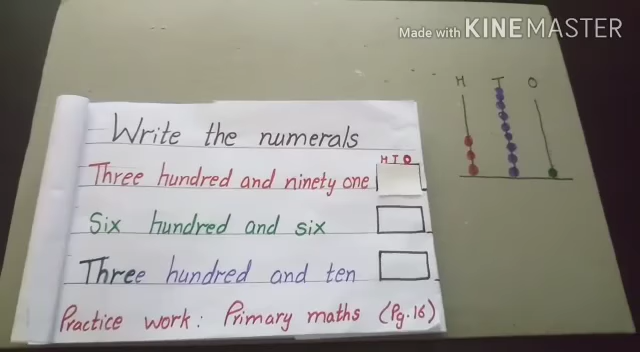 Made with KINEMASTER
H T O
Write the numerals
H T O
Three hundred and ninety one
Six hundred and six
Three hundred and ten
Practice work: Primary maths (Pg.16)